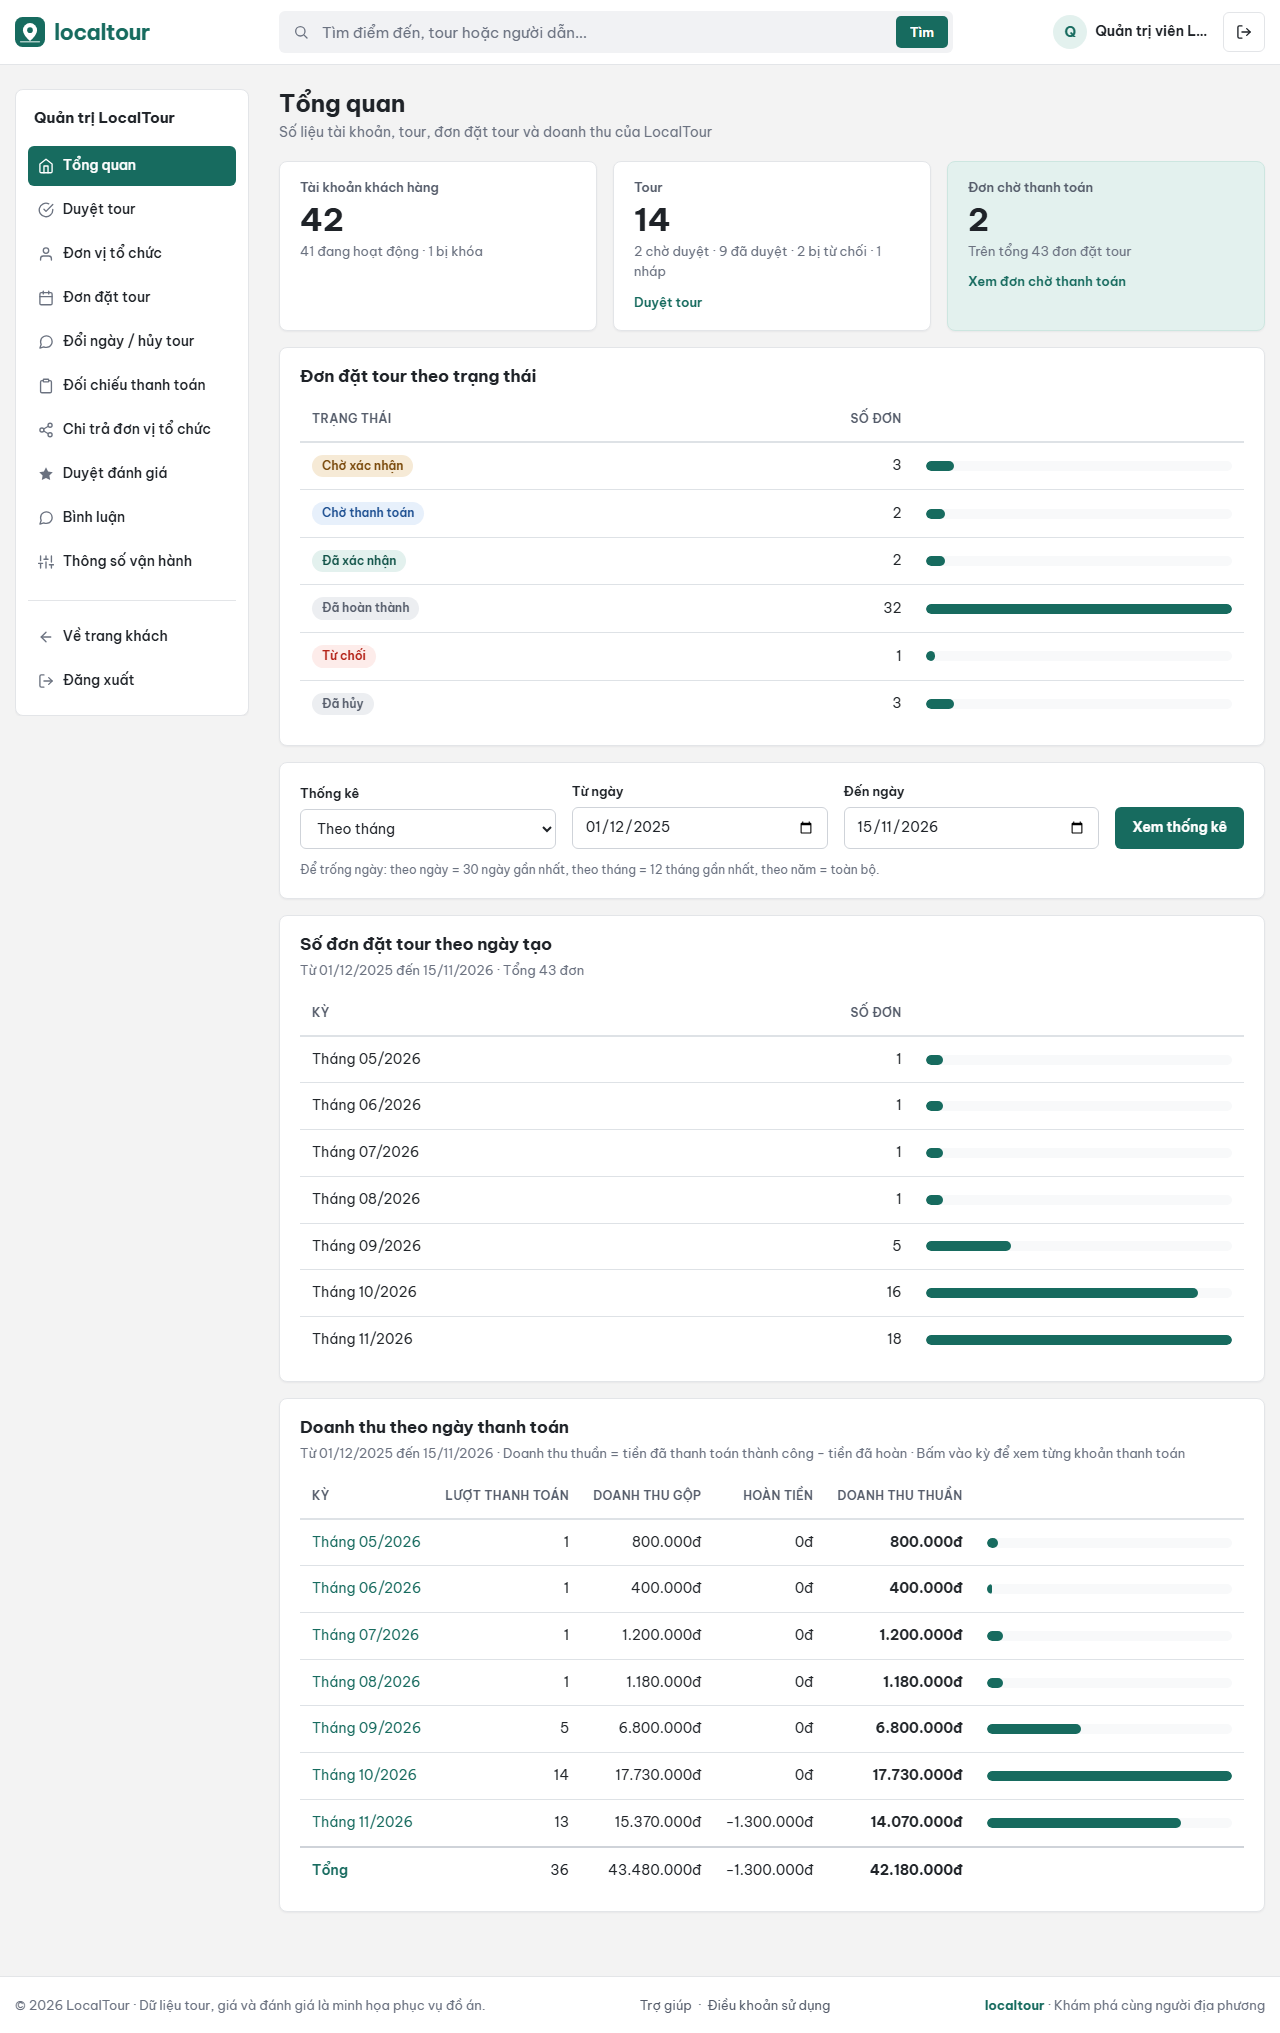 localtour
Tìm điểm đến, tour hoặc người dẫn...
Tìm
Q
Quản trị viên L...
Quản trị LocalTour
Tổng quan
Duyệt tour
Đơn vị tổ chức
Đơn đặt tour
Đổi ngày / hủy tour
Đối chiếu thanh toán
Chi trả đơn vị tổ chức
Duyệt đánh giá
Bình luận
Thông số vận hành
Về trang khách
Đăng xuất
Tổng quan
Số liệu tài khoản, tour, đơn đặt tour và doanh thu của LocalTour
Tài khoản khách hàng
42
41 đang hoạt động · 1 bị khóa
Tour
14
2 chờ duyệt · 9 đã duyệt · 2 bị từ chối · 1
nháp
Duyệt tour
Đơn chờ thanh toán
2
Trên tổng 43 đơn đặt tour
Xem đơn chờ thanh toán
Đơn đặt tour theo trạng thái
TRẠNG THÁI SỐ ĐƠN
Chờ xác nhận 3
Chờ thanh toán 2
Đã xác nhận 2
Đã hoàn thành 32
Từ chối 1
Đã hủy 3
Thống kê Từ ngày Đến ngày
Theo tháng 01/12/2025 15/11/2026 Xem thống kê
Để trống ngày: theo ngày = 30 ngày gần nhất, theo tháng = 12 tháng gần nhất, theo năm = toàn bộ.
Số đơn đặt tour theo ngày tạo
Từ 01/12/2025 đến 15/11/2026 · Tổng 43 đơn
KỲ SỐ ĐƠN
Tháng 05/2026 1
Tháng 06/2026 1
Tháng 07/2026 1
Tháng 08/2026 1
Tháng 09/2026 5
Tháng 10/2026 16
Tháng 11/2026 18
Doanh thu theo ngày thanh toán
Từ 01/12/2025 đến 15/11/2026 · Doanh thu thuần = tiền đã thanh toán thành công − tiền đã hoàn · Bấm vào kỳ để xem từng khoản thanh toán
KỲ LƯỢT THANH TOÁN DOANH THU GỘP HOÀN TIỀN DOANH THU THUẦN
Tháng 05/2026 1 800.000đ 0đ 800.000đ
Tháng 06/2026 1 400.000đ 0đ 400.000đ
Tháng 07/2026 1 1.200.000đ 0đ 1.200.000đ
Tháng 08/2026 1 1.180.000đ 0đ 1.180.000đ
Tháng 09/2026 5 6.800.000đ 0đ 6.800.000đ
Tháng 10/2026 14 17.730.000đ 0đ 17.730.000đ
Tháng 11/2026 13 15.370.000đ −1.300.000đ 14.070.000đ
Tổng 36 43.480.000đ −1.300.000đ 42.180.000đ
© 2026 LocalTour · Dữ liệu tour, giá và đánh giá là minh họa phục vụ đồ án.
Trợ giúp · Điều khoản sử dụng
localtour · Khám phá cùng người địa phương